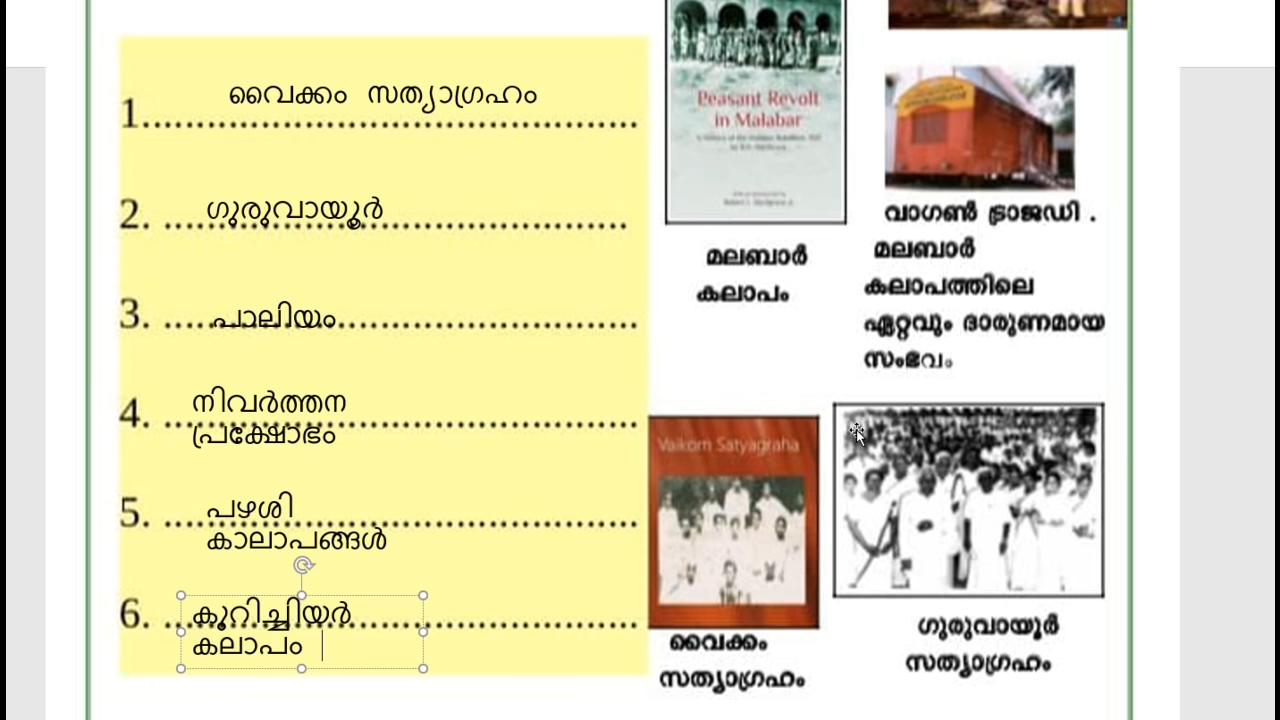 1. വൈക്കം സത്യാഗ്രഹം
2. ഗുരുവായൂർ
3. പാലിയം
4. നിവർത്തന
പ്രക്ഷോഭം
5. പഴശി
കാലാപങ്ങൾ
6. കൂറിച്ചിയർ
കലാപം
Peasant Revolt
in Malabar
മലബാർ
കലാപം
വാഗൺ ട്രാജഡി .
മലബാർ
കലാപത്തിലെ
ഏറ്റവും ദാരുണമായ
സംഭവം
Vaikom Satyagraha
വൈക്കം
സത്യാഗ്രഹം
ഗുരുവായൂർ
സത്യാഗ്രഹം